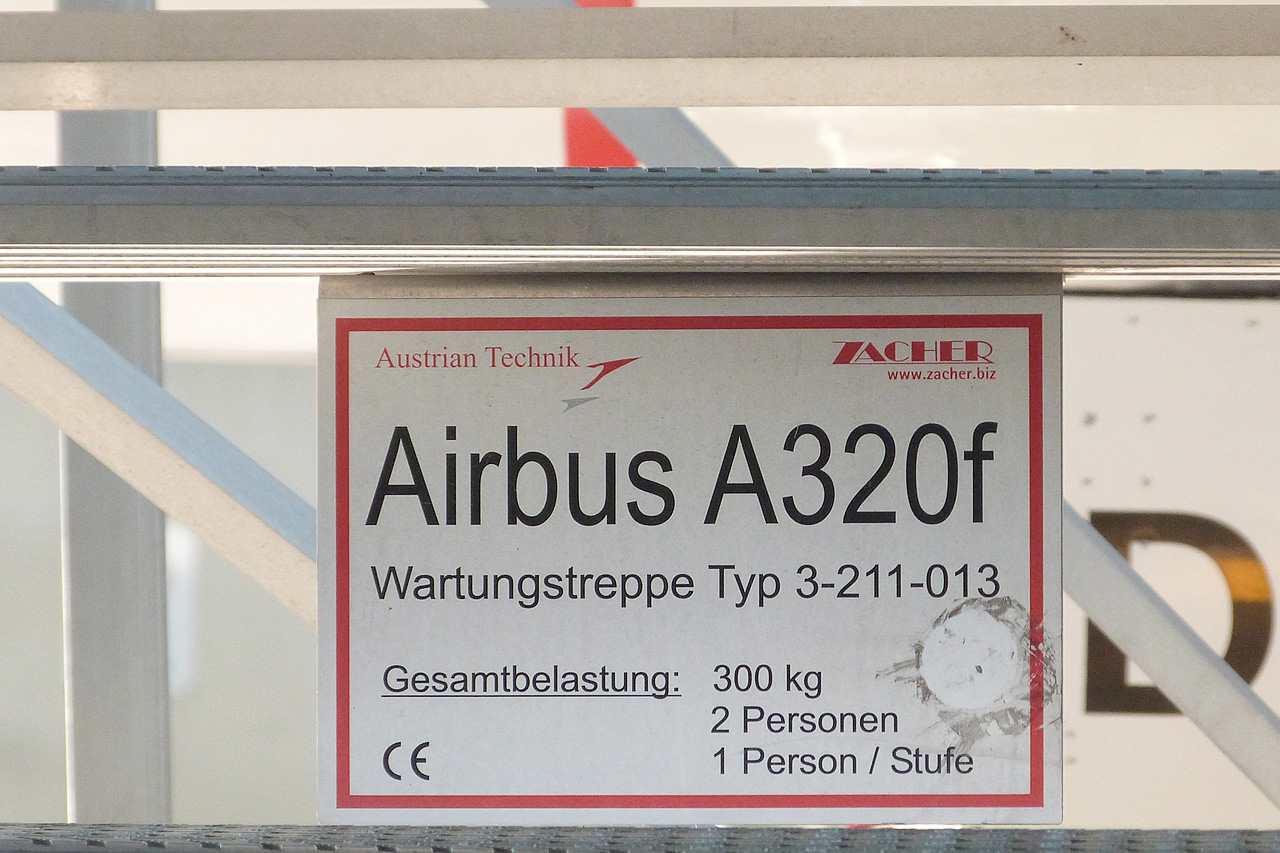 Austrian Technik
ZACHER
www.zacher.biz
Airbus A320f
Wartungstreppe Typ 3-211-013
Gesamtbelastung: 300 kg
2 Personen
CE 1 Person / Stufe
D